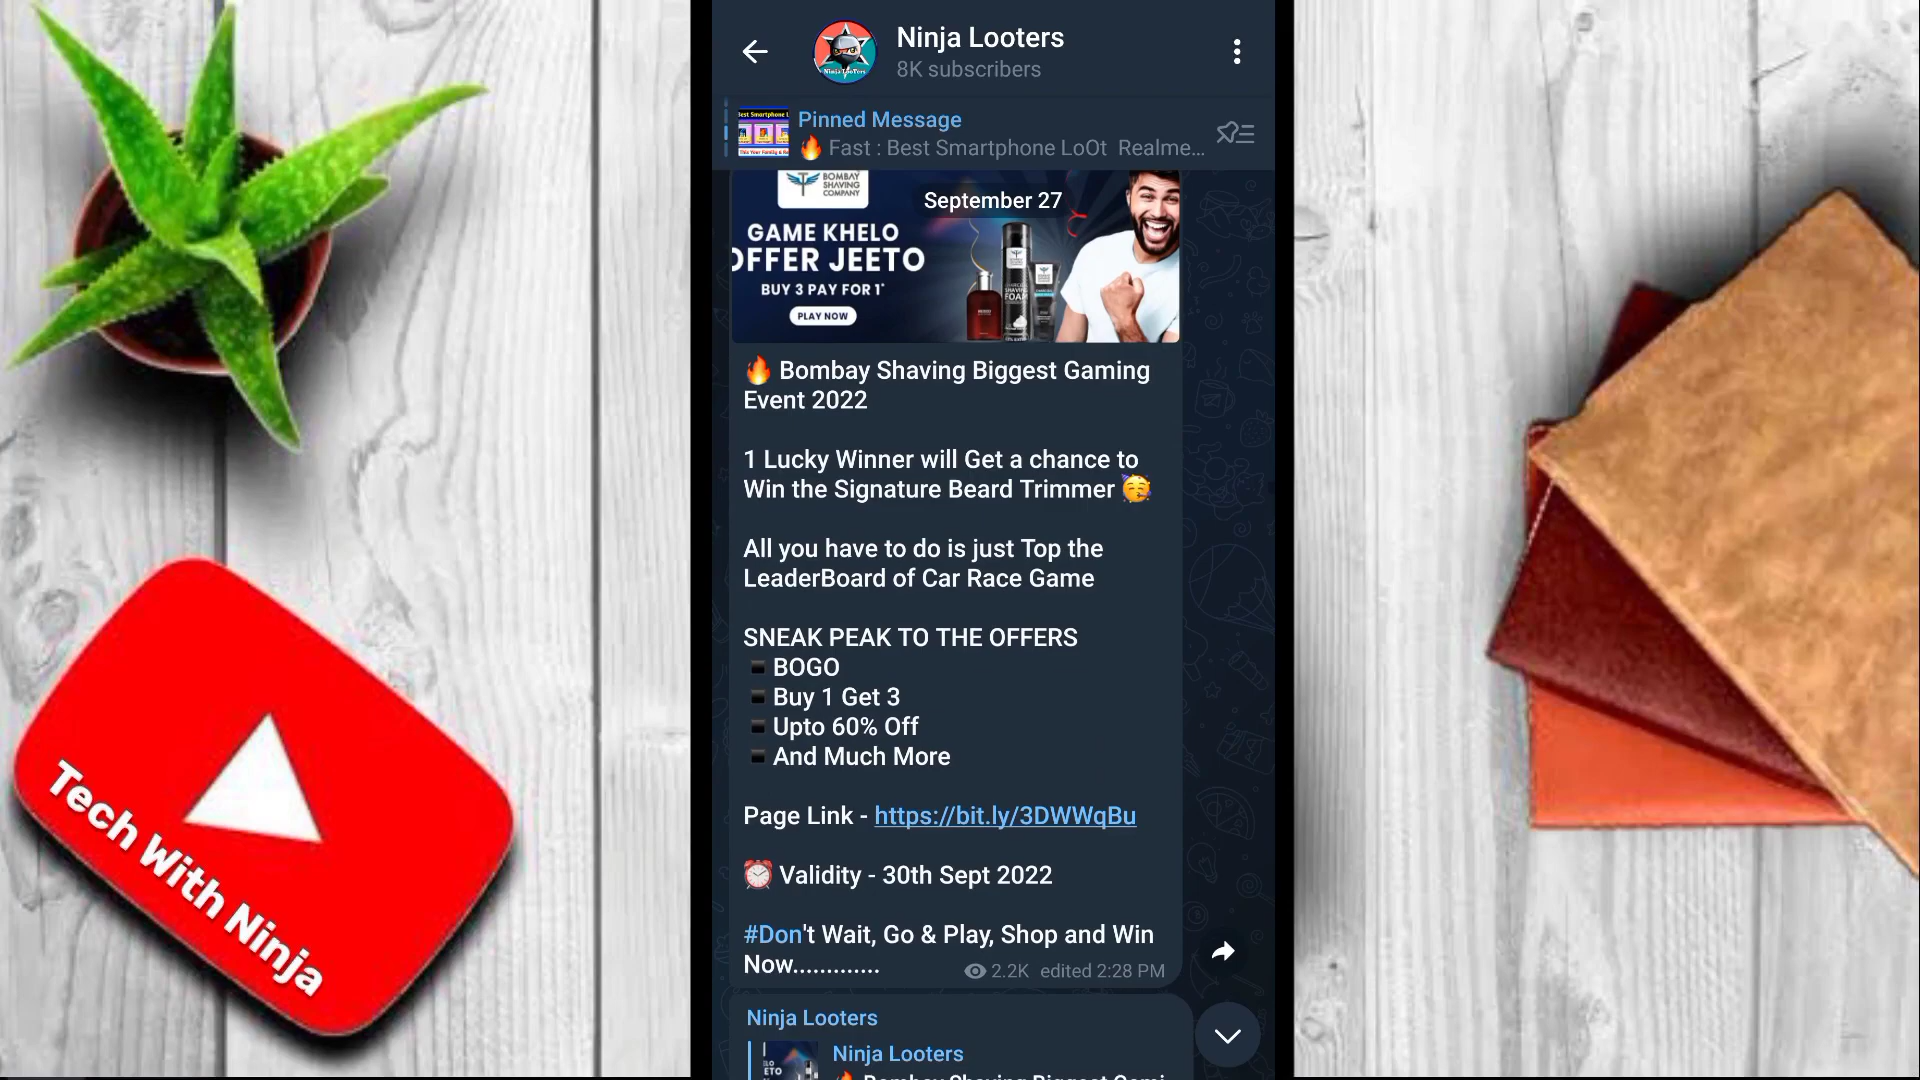 Ninja Looters
8K subscribers
Pinned Message
🔥 Fast : Best Smartphone LoOt Realme...
BOMBAY
SHAVING
COMPANY
September 27
GAME KHELO
OFFER JEETO
BUY 3 PAY FOR 1*
PLAY NOW
🔥 Bombay Shaving Biggest Gaming
Event 2022
1 Lucky Winner will Get a chance to
Win the Signature Beard Trimmer 🥳
All you have to do is just Top the
LeaderBoard of Car Race Game
SNEAK PEAK TO THE OFFERS
▪️ BOGO
▪️ Buy 1 Get 3
▪️ Upto 60% Off
▪️ And Much More
Page Link - https://bit.ly/3DWWqBu
⏰ Validity - 30th Sept 2022
#Don't Wait, Go & Play, Shop and Win
Now.............
2.2K edited 2:28 PM
Ninja Looters
Ninja Looters
Tech With Ninja